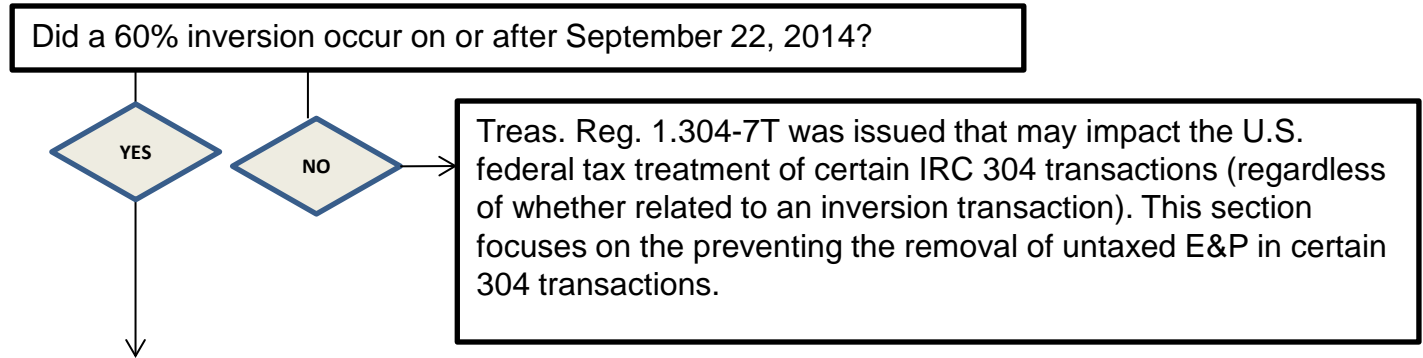 Did a 60% inversion occur on or after September 22, 2014?
YES
NO
Treas. Reg. 1.304-7T was issued that may impact the U.S.
federal tax treatment of certain IRC 304 transactions (regardless
of whether related to an inversion transaction). This section
focuses on the preventing the removal of untaxed E&P in certain
304 transactions.